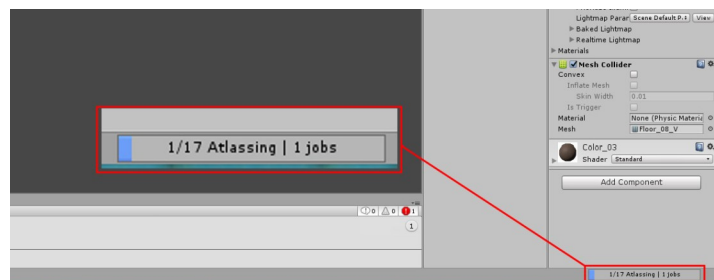 Lightmap Parar Scene Default P.r View
Baked Lightmap
Realtime Lightmap
Materials
Mesh Collider
Convex
Inflate Mesh
Skin Width 0.01
Is Trigger
Material None (Physic Materia
Mesh Floor_08_V
1/17 Atlassing | 1 jobs
Color_03
Shader Standard
Add Component
0 0 1
1
1/17 Atlassing | 1 jobs